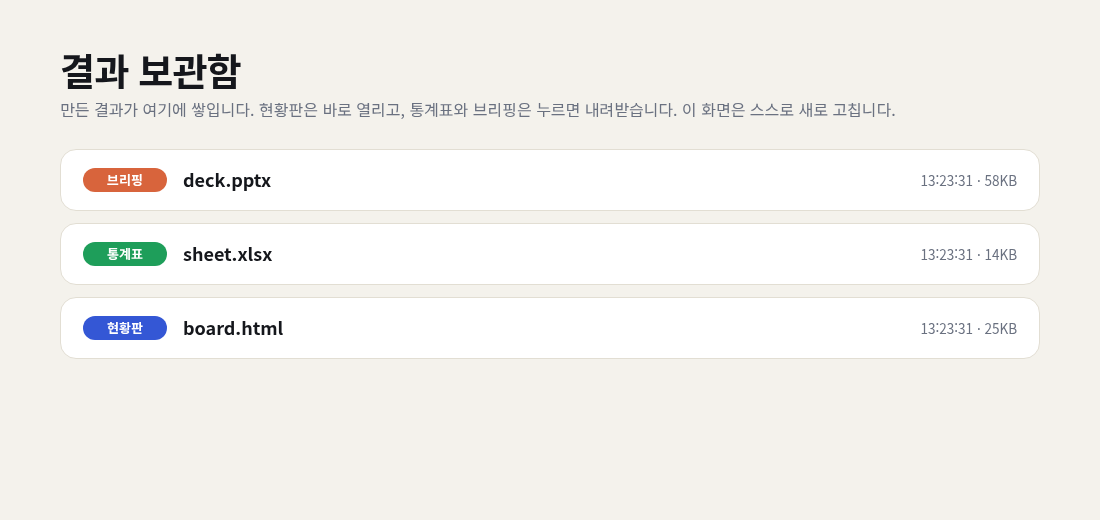 결과 보관함
만든 결과가 여기에 쌓입니다. 현황판은 바로 열리고, 통계표와 브리핑은 누르면 내려받습니다. 이 화면은 스스로 새로 고칩니다.
브리핑 deck.pptx 13:23:31 · 58KB
통계표 sheet.xlsx 13:23:31 · 14KB
현황판 board.html 13:23:31 · 25KB